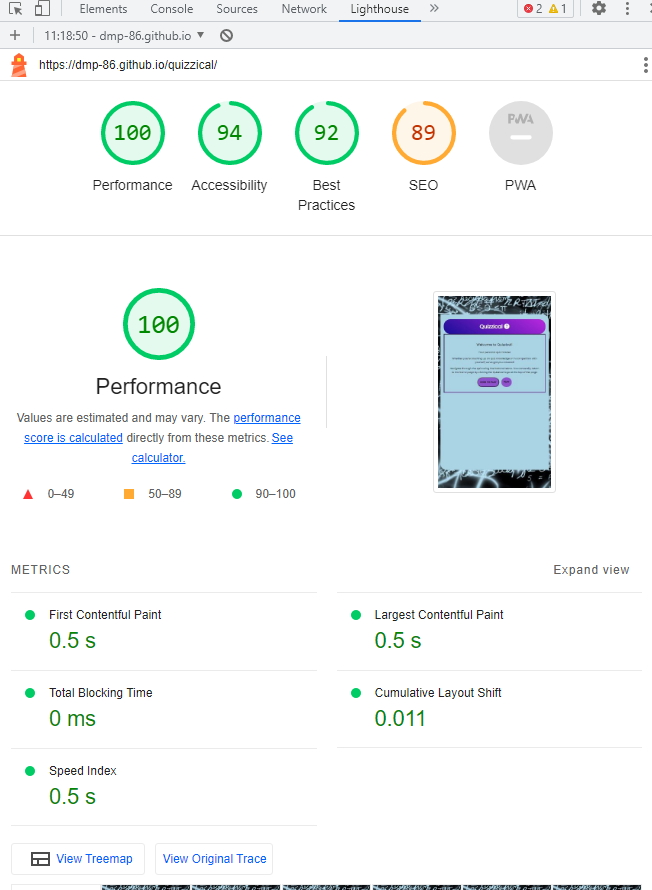 Elements Console Sources Network Lighthouse » 2 1
11:18:50 - dmp-86.github.io
https://dmp-86.github.io/quizzical/
100 94 92 89 PWA
Performance Accessibility Best Practices SEO PWA
100
Performance
Values are estimated and may vary. The performance
score is calculated directly from these metrics. See
calculator.
0–49 50–89 90–100
Quizzical
Welcome to Quizzical
METRICS Expand view
First Contentful Paint
0.5 s
Largest Contentful Paint
0.5 s
Total Blocking Time
0 ms
Cumulative Layout Shift
0.011
Speed Index
0.5 s
View Treemap View Original Trace